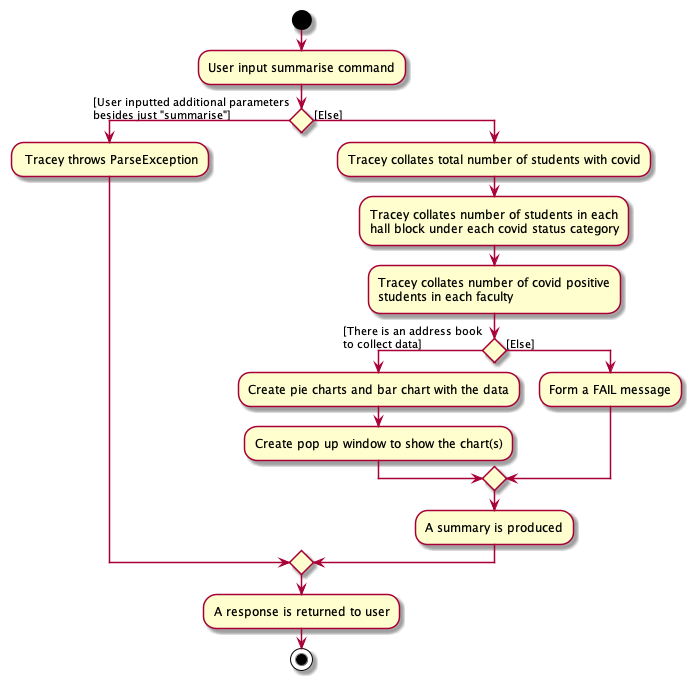 User input summarise command
[User inputted additional parameters
besides just "summarise"]
[Else]
Tracey throws ParseException
Tracey collates total number of students with covid
Tracey collates number of students in each
hall block under each covid status category
Tracey collates number of covid positive
students in each faculty
[There is an address book
to collect data]
[Else]
Create pie charts and bar chart with the data
Form a FAIL message
Create pop up window to show the chart(s)
A summary is produced
A response is returned to user